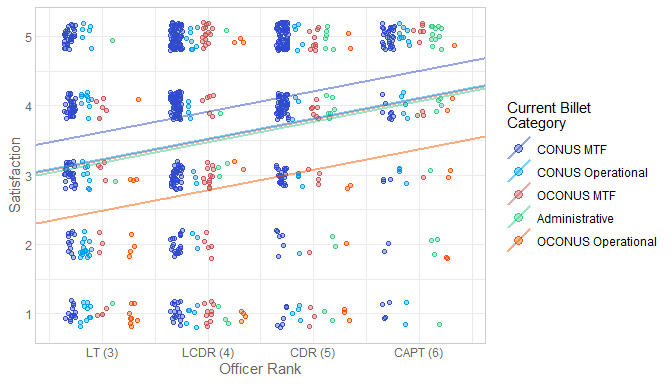 5
4
3
2
1
Satisfaction
LT (3)
LCDR (4)
CDR (5)
CAPT (6)
Officer Rank
Current Billet
Category
CONUS MTF
CONUS Operational
OCONUS MTF
Administrative
OCONUS Operational